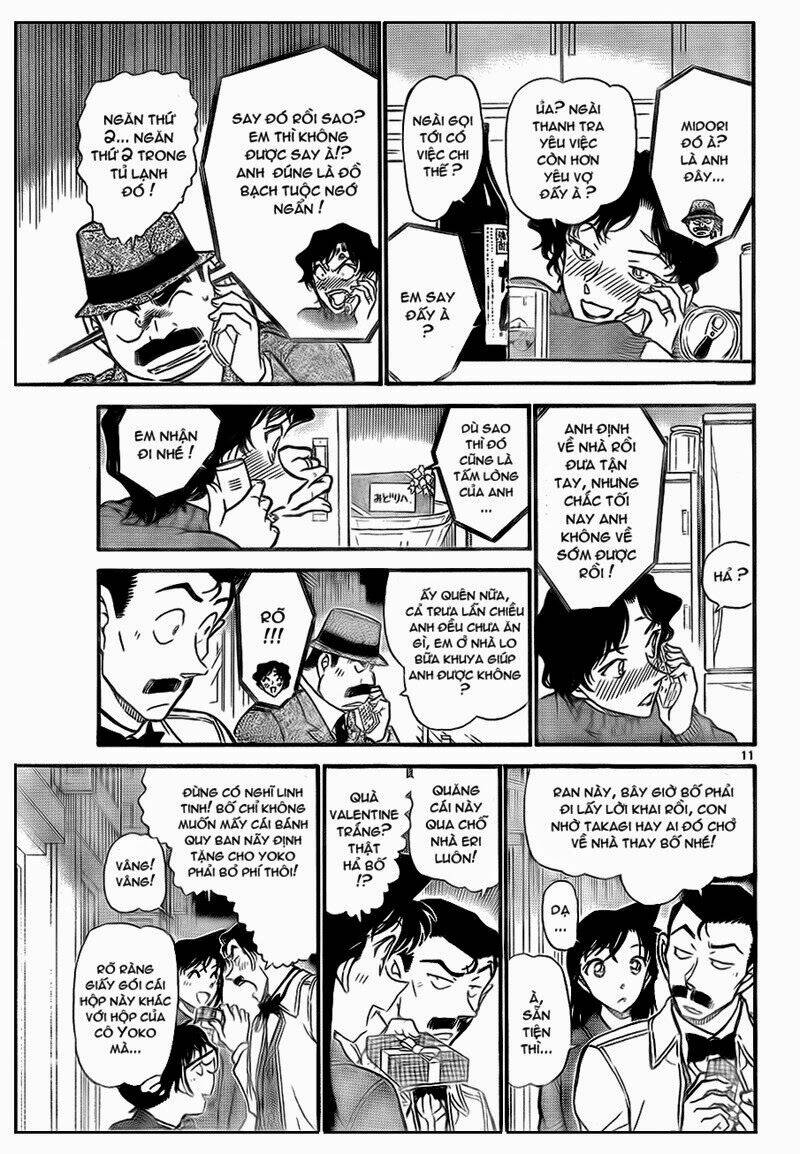 MIDORI
ĐÓ À?
LÀ ANH
ĐÂY...
ỦA? NGÀI
THANH TRA
YÊU VIỆC
CÒN HƠN
YÊU VỢ
ĐẤY À ?
NGÀI GỌI
TỚI CÓ
VIỆC CHI
THẾ ?
EM SAY
ĐẤY À
?
SAY ĐÓ RỒI SAO?
EM THÌ KHÔNG
ĐƯỢC SAY À!?
ANH ĐÚNG LÀ ĐỒ
BẠCH TUỘC NGỚ
NGẨN !
NGĂN THỨ
2... NGĂN
THỨ 2 TRONG
TỦ LẠNH
ĐÓ !
HẢ ?
ANH ĐỊNH
VỀ NHÀ RỒI
ĐƯA TẬN
TAY, NHƯNG
CHẮC TỐI
NAY ANH
KHÔNG VỀ
SỚM ĐƯỢC
RỒI !
DÙ SAO
THÌ ĐÓ
CŨNG LÀ
TẤM LÒNG
CỦA ANH
...
EM NHẬN
ĐI NHÉ !
ẤY QUÊN NỮA,
CẢ TRƯA LẪN CHIỀU
ANH ĐỀU CHƯA ĂN
GÌ, EM Ở NHÀ LO
BỮA KHUYA GIÚP
ANH ĐƯỢC KHÔNG
?
RÕ
!!!
11
RAN NÀY, BÂY GIỜ BỐ PHẢI
ĐI LẤY LỜI KHAI RỒI, CON
NHỜ TAKAGI HAY AI ĐÓ CHỞ
VỀ NHÀ THAY BỐ NHÉ!
DẠ
...
À,
SẴN
TIỆN
THÌ...
QUĂNG
CÁI NÀY
QUA CHỖ
NHÀ ERI
LUÔN!
QUÀ
VALENTINE
TRẮNG?
THẬT
HẢ BỐ
!?
ĐỪNG CÓ NGHĨ LINH
TINH! BỐ CHỈ KHÔNG
MUỐN MẤY CÁI BÁNH
QUY BAN NÃY ĐỊNH
TẶNG CHO YOKO
PHẢI BỎ PHÍ THÔI!
VÂNG!
VÂNG!
RÕ RÀNG
GIẤY GÓI CÁI
HỘP NÀY KHÁC
VỚI HỘP CỦA
CÔ YOKO
MÀ...